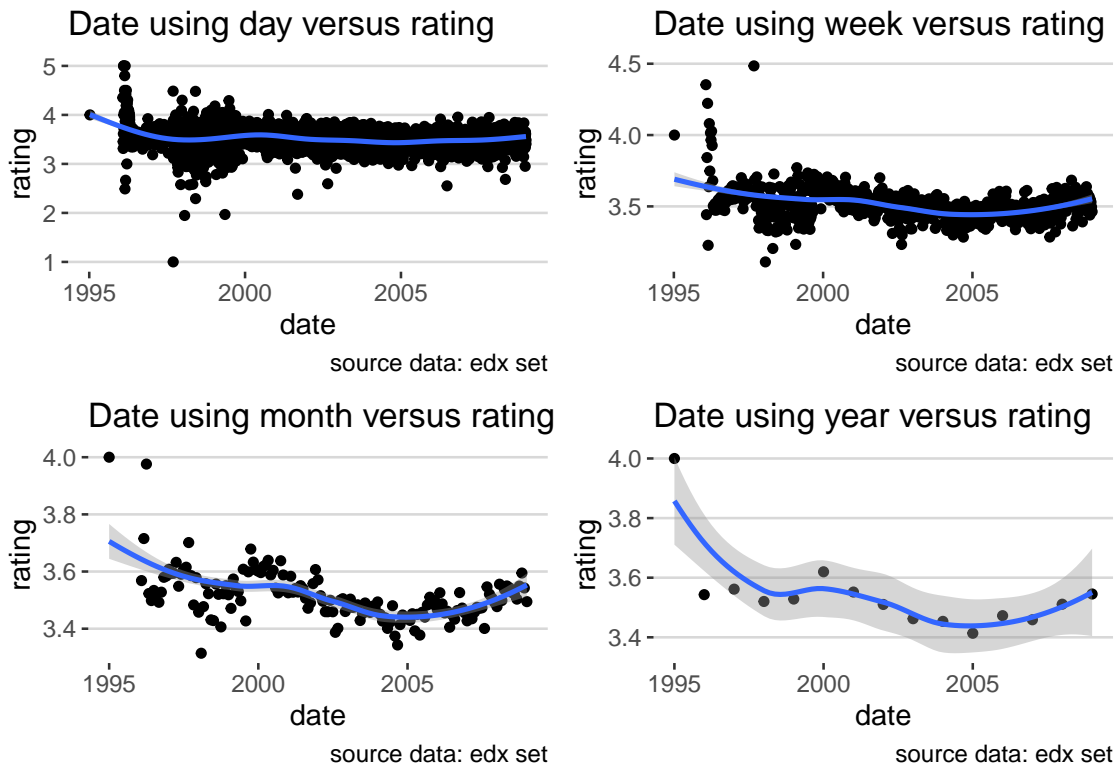 Date using day versus rating
5
4
3
2
1
rating
1995 2000 2005
date
source data: edx set
Date using week versus rating
4.5
4.0
3.5
rating
1995 2000 2005
date
source data: edx set
Date using month versus rating
4.0
3.8
3.6
3.4
rating
1995 2000 2005
date
source data: edx set
Date using year versus rating
4.0
3.8
3.6
3.4
rating
1995 2000 2005
date
source data: edx set